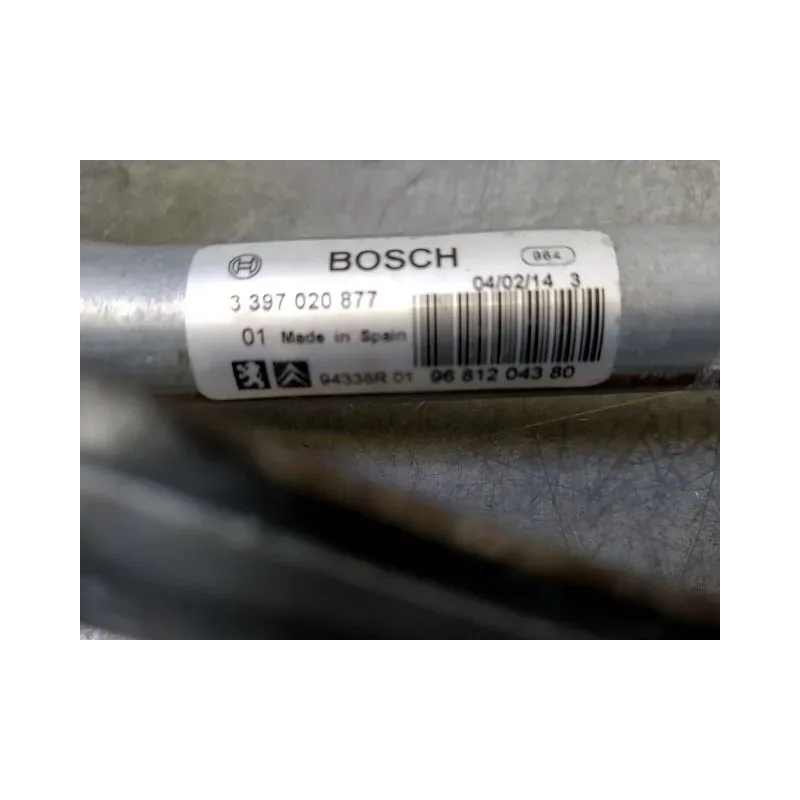 BOSCH 964
04/02/14 3
3 397 020 877
01 Made in Spain
94338R 01 96 812 043 80